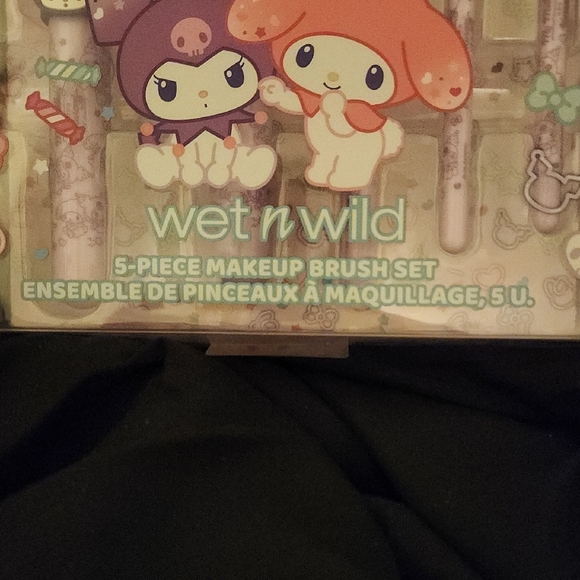 wet n wild
5-PIECE MAKEUP BRUSH SET
ENSEMBLE DE PINCEAUX À MAQUILLAGE, 5 U.